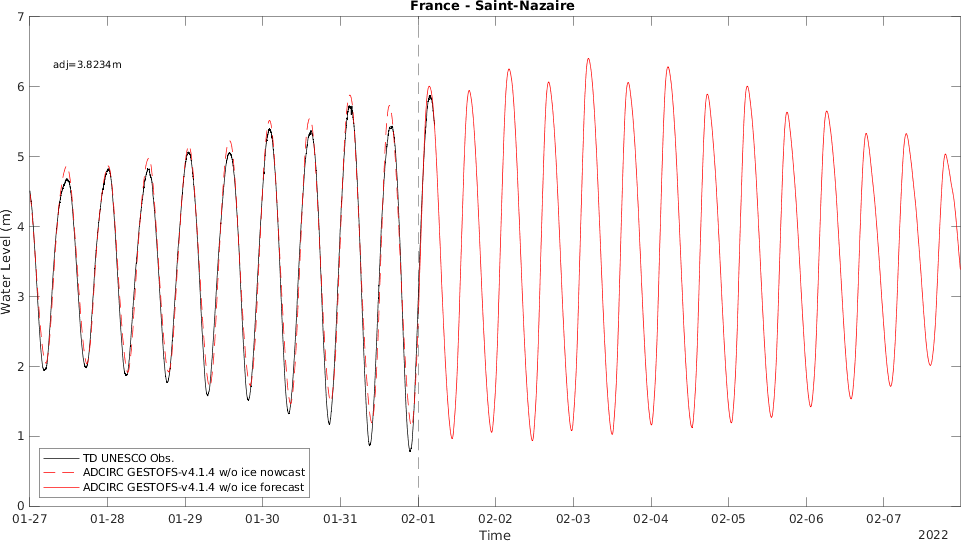 France - Saint-Nazaire
adj=3.8234m
Water Level (m)
7
6
5
4
3
2
1
0
TD UNESCO Obs.
ADCIRC GESTOFS-v4.1.4 w/o ice nowcast
ADCIRC GESTOFS-v4.1.4 w/o ice forecast
01-27 01-28 01-29 01-30 01-31 02-01 02-02 02-03 02-04 02-05 02-06 02-07
Time
2022